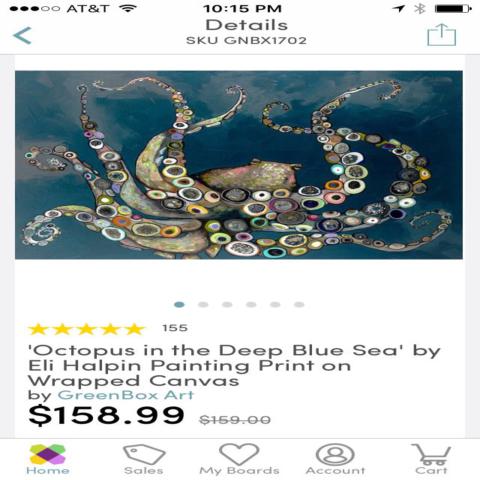 AT&T 10:15 PM
Details
SKU GNBX1702
155
'Octopus in the Deep Blue Sea' by
Eli Halpin Painting Print on
Wrapped Canvas
by GreenBox Art
$158.99 $159.00
Home Sales My Boards Account Cart